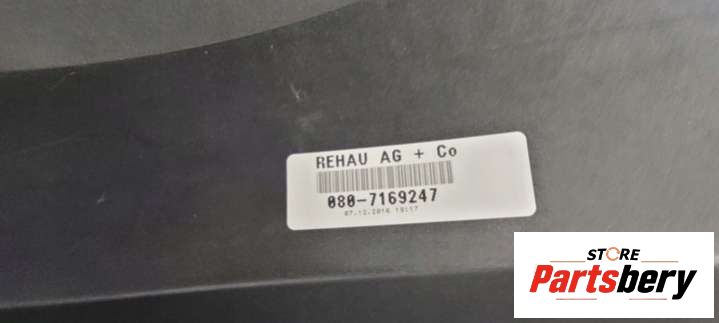 REHAU AG + Co
080-7169247
07.12.2016 19:17
STORE
Partsbery